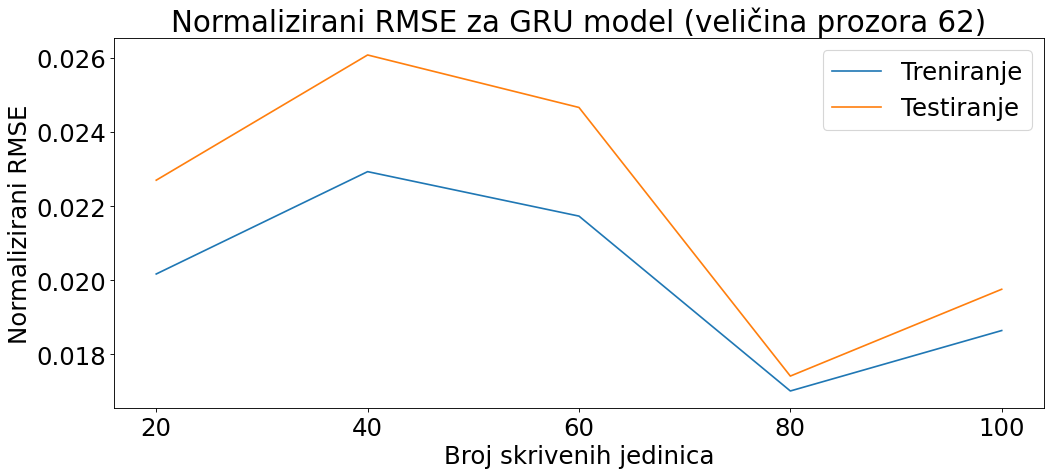 Normalizirani RMSE za GRU model (veličina prozora 62)
Treniranje
Testiranje
Normalizirani RMSE
0.026
0.024
0.022
0.020
0.018
20 40 60 80 100
Broj skrivenih jedinica